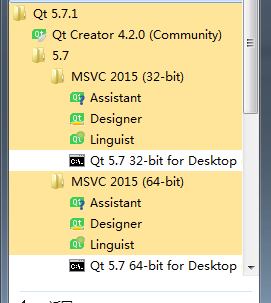 Qt 5.7.1
Qt Creator 4.2.0 (Community)
5.7
MSVC 2015 (32-bit)
Assistant
Designer
Linguist
Qt 5.7 32-bit for Desktop
MSVC 2015 (64-bit)
Assistant
Designer
Linguist
Qt 5.7 64-bit for Desktop